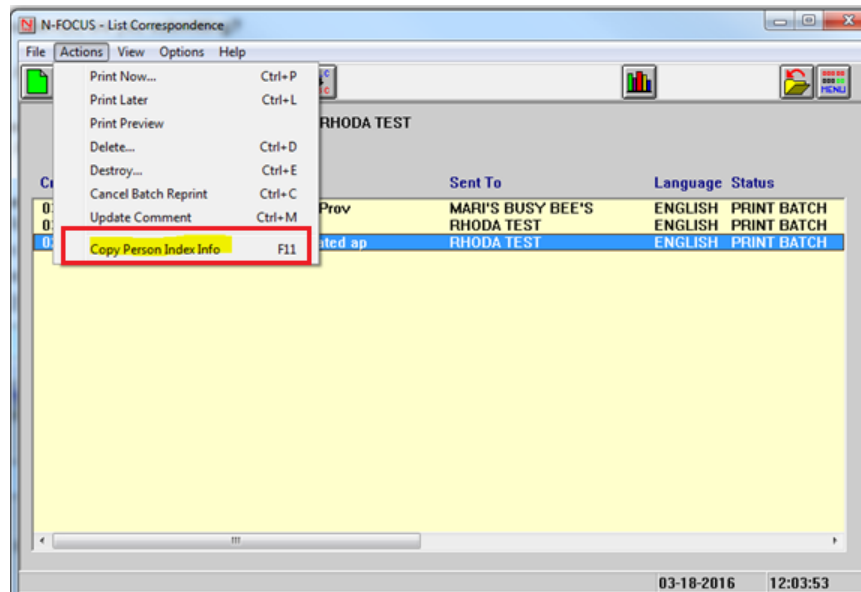 N-FOCUS - List Correspondence
File Actions View Options Help
Print Now... Ctrl+P
Print Later Ctrl+L
Print Preview
Delete... Ctrl+D
Destroy... Ctrl+E
Cancel Batch Reprint Ctrl+C
Update Comment Ctrl+M
Copy Person Index Info F11
MENU
RHODA TEST
Sent To Language Status
Prov MARI'S BUSY BEE'S ENGLISH PRINT BATCH
RHODA TEST ENGLISH PRINT BATCH
ated ap RHODA TEST ENGLISH PRINT BATCH
03-18-2016 12:03:53